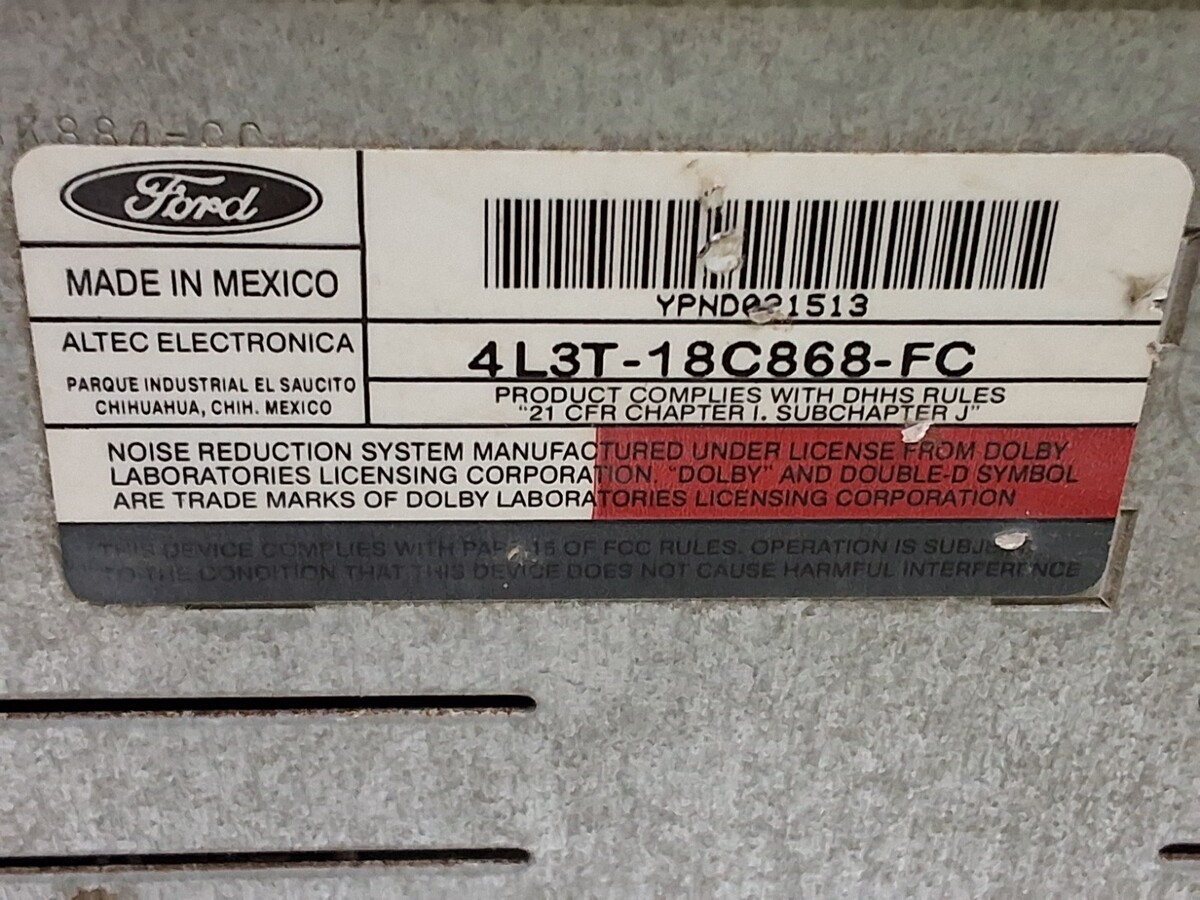 Ford
MADE IN MEXICO
ALTEC ELECTRONICA
PARQUE INDUSTRIAL EL SAUCITO
CHIHUAHUA, CHIH. MEXICO
4L3T-18C868-FC
PRODUCT COMPLIES WITH DHHS RULES
"21 CFR CHAPTER I. SUBCHAPTER J"
NOISE REDUCTION SYSTEM MANUFACTURED UNDER LICENSE FROM DOLBY
LABORATORIES LICENSING CORPORATION. "DOLBY" AND DOUBLE-D SYMBOL
ARE TRADE MARKS OF DOLBY LABORATORIES LICENSING CORPORATION
THIS DEVICE COMPLIES WITH PART 15 OF FCC RULES. OPERATION IS SUBJECT
TO THE CONDITION THAT THIS DEVICE DOES NOT CAUSE HARMFUL INTERFERENCE